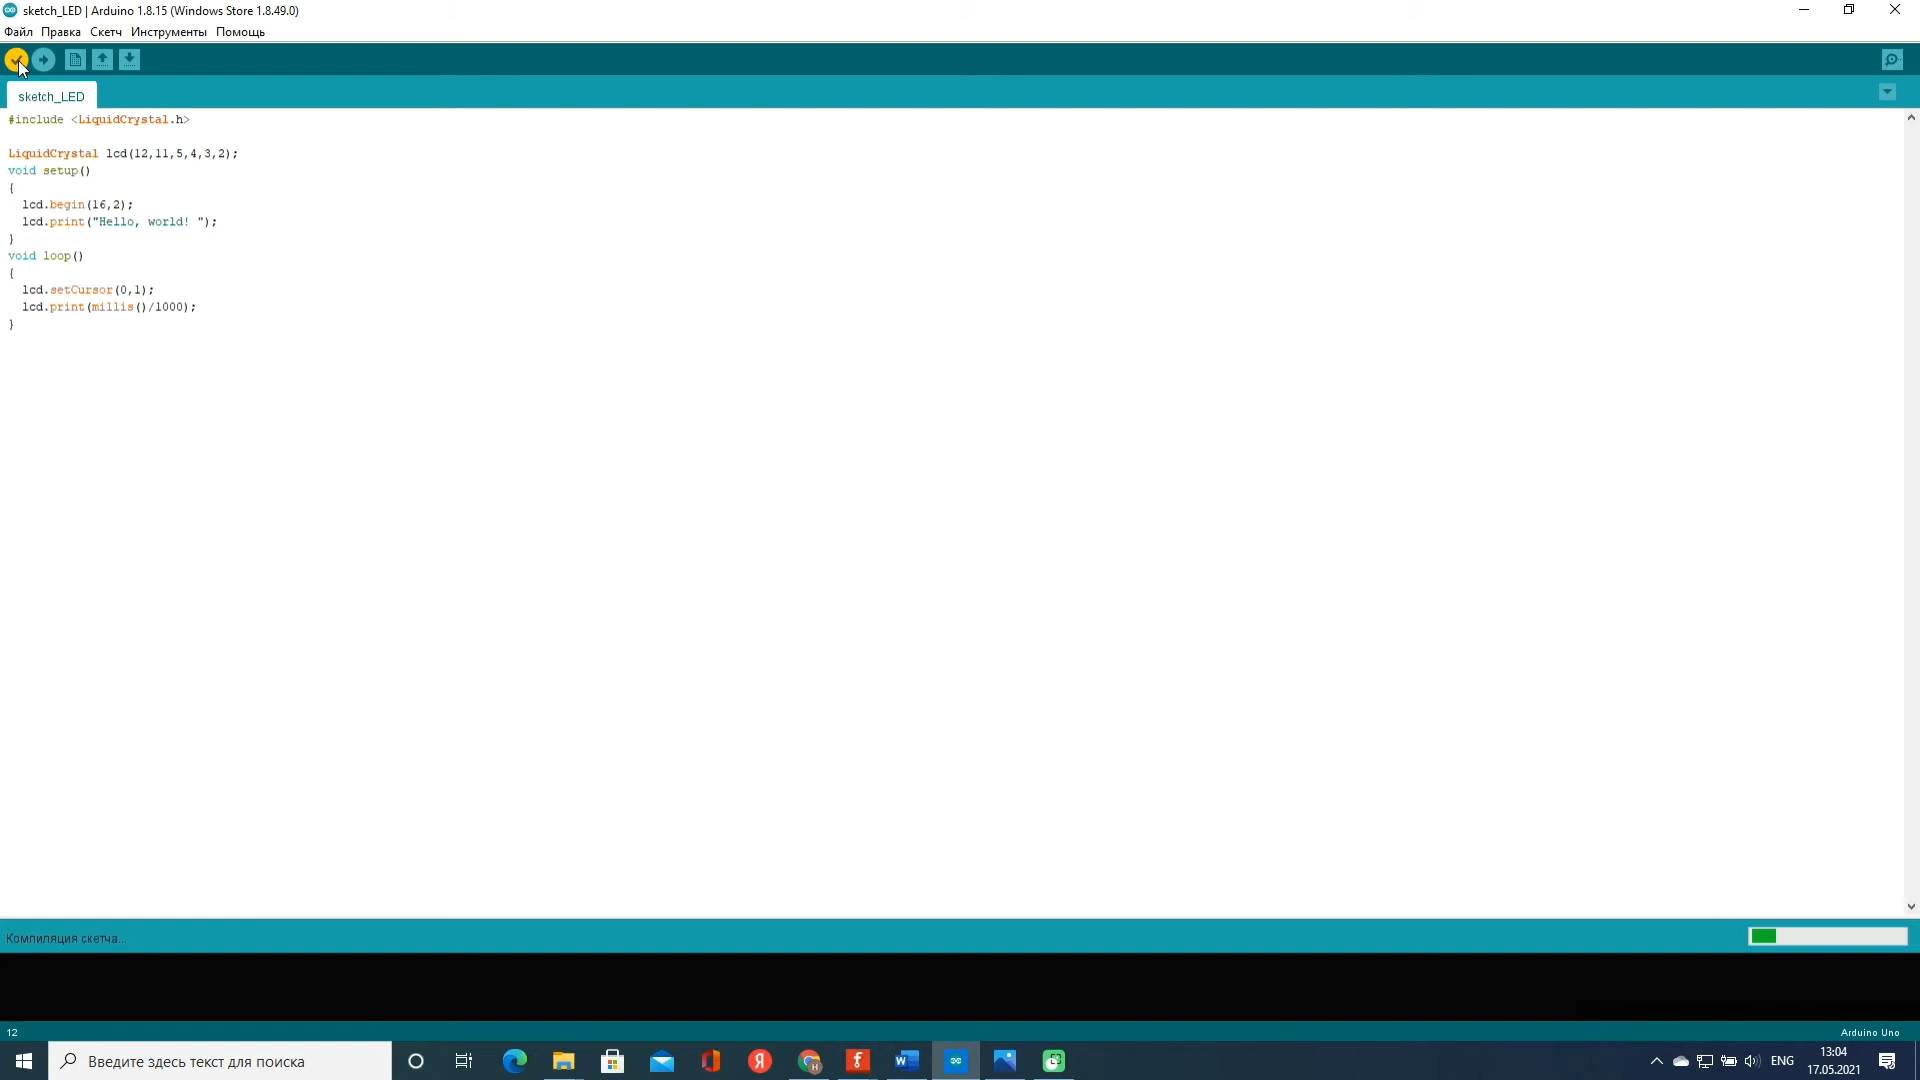 sketch_LED | Arduino 1.8.15 (Windows Store 1.8.49.0)
Файл Правка Скетч Инструменты Помощь
sketch_LED
#include <LiquidCrystal.h>
LiquidCrystal lcd(12,11,5,4,3,2);
void setup()
{
lcd.begin(16,2);
lcd.print("Hello, world! ");
}
void loop()
{
lcd.setCursor(0,1);
lcd.print(millis()/1000);
}
Компиляция скетча...
12
Arduino Uno
Введите здесь текст для поиска
ENG
13:04
17.05.2021